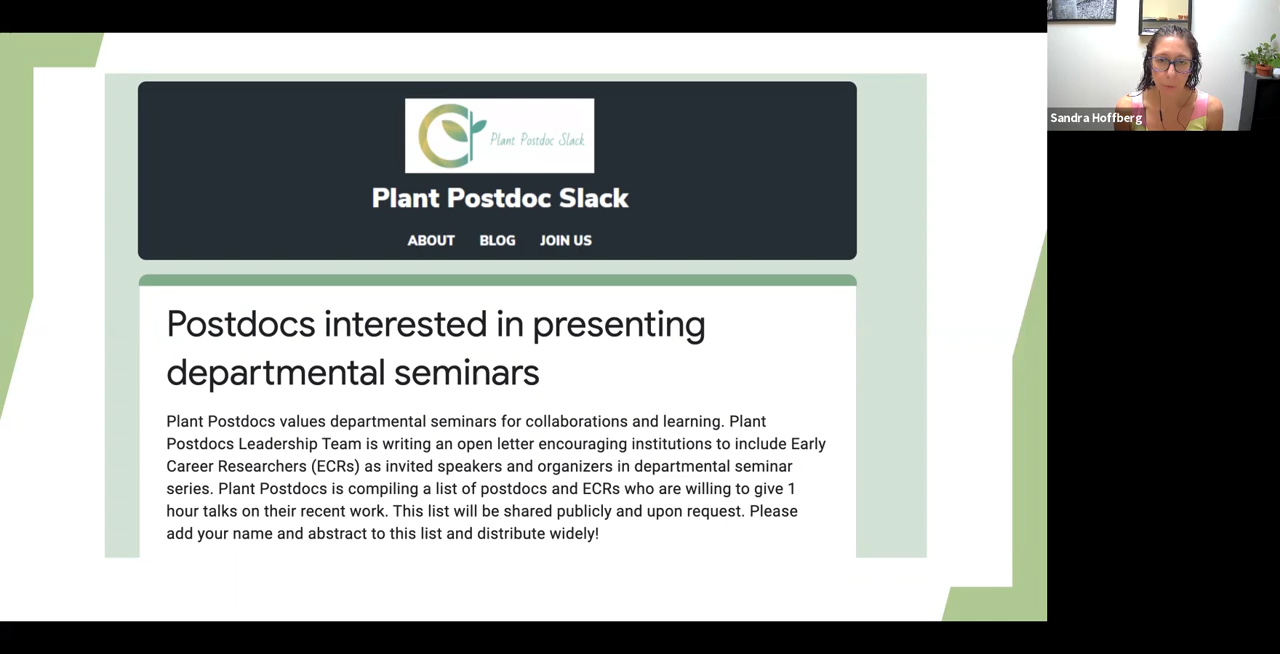 Plant Postdoc Slack
Plant Postdoc Slack
ABOUT BLOG JOIN US
Postdocs interested in presenting
departmental seminars
Plant Postdocs values departmental seminars for collaborations and learning. Plant
Postdocs Leadership Team is writing an open letter encouraging institutions to include Early
Career Researchers (ECRs) as invited speakers and organizers in departmental seminar
series. Plant Postdocs is compiling a list of postdocs and ECRs who are willing to give 1
hour talks on their recent work. This list will be shared publicly and upon request. Please
add your name and abstract to this list and distribute widely!
Sandra Hoffberg